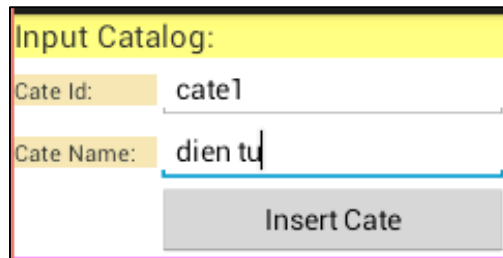 Input Catalog:
Cate Id: cate1
Cate Name: dien tu
Insert Cate